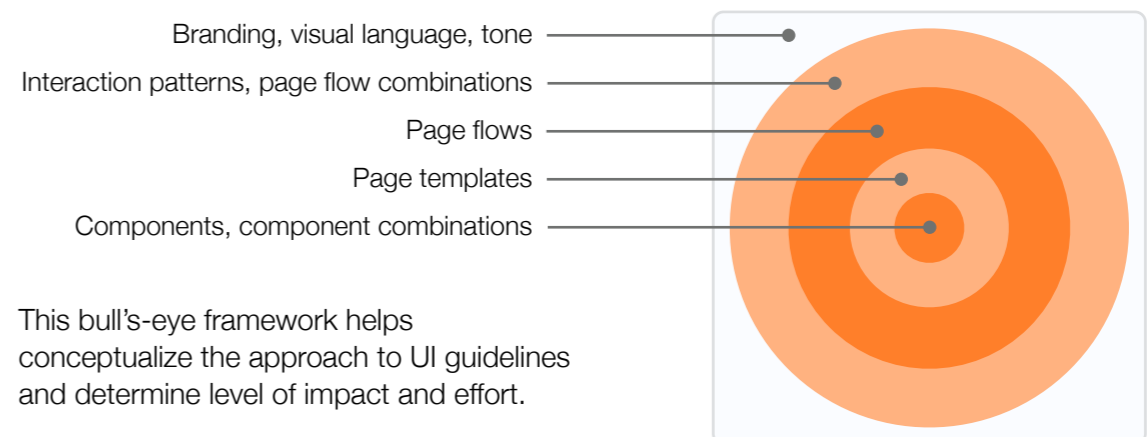 Branding, visual language, tone
Interaction patterns, page flow combinations
Page flows
Page templates
Components, component combinations
This bull’s-eye framework helps
conceptualize the approach to UI guidelines
and determine level of impact and effort.